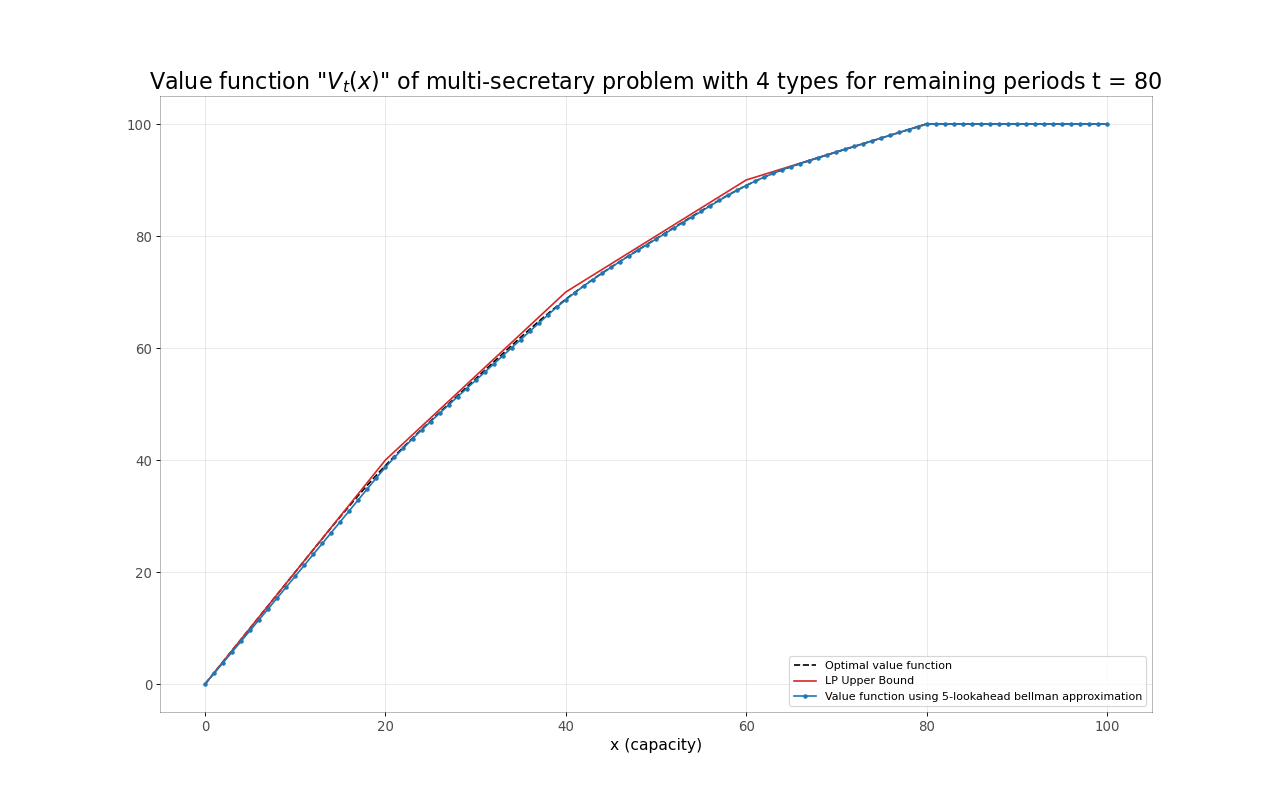 Value function "V_t(x)" of multi-secretary problem with 4 types for remaining periods t = 80
100
80
60
40
20
0
Optimal value function
LP Upper Bound
Value function using 5-lookahead bellman approximation
0 20 40 60 80 100
x (capacity)